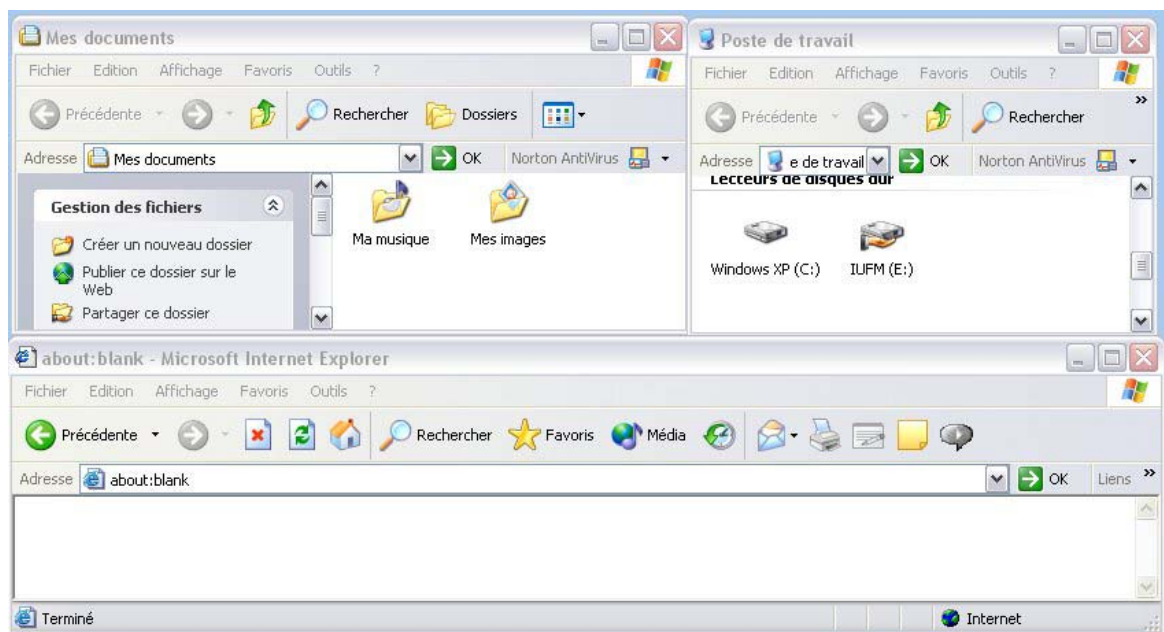 Mes documents
Fichier Edition Affichage Favoris Outils ?
Précédente Rechercher Dossiers
Adresse Mes documents OK Norton AntiVirus
Gestion des fichiers
Créer un nouveau dossier
Publier ce dossier sur le
Web
Partager ce dossier
Ma musique Mes images
Poste de travail
Fichier Edition Affichage Favoris Outils ?
Précédente Rechercher »
Adresse e de travail OK Norton AntiVirus
Lecteurs de disques dur
Windows XP (C:) IUFM (E:)
about:blank - Microsoft Internet Explorer
Fichier Edition Affichage Favoris Outils ?
Précédente Rechercher Favoris Média
Adresse about:blank OK Liens »
Terminé Internet